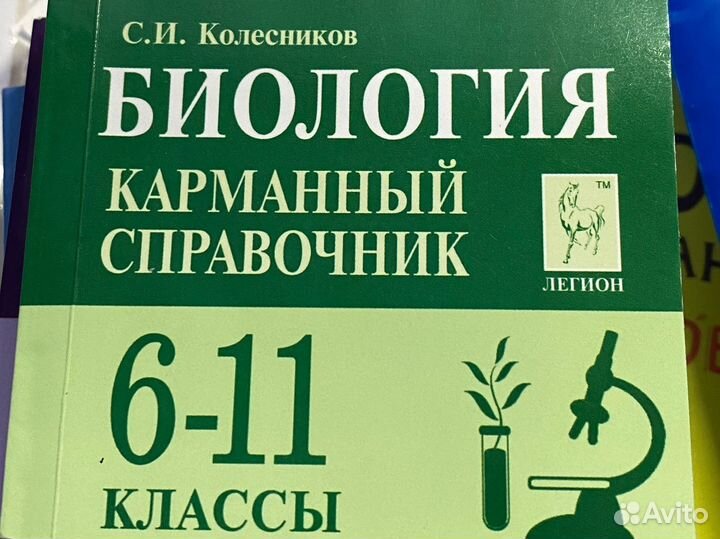 С.И. Колесников
БИОЛОГИЯ
КАРМАННЫЙ
СПРАВОЧНИК
TM
ЛЕГИОН
6-11
КЛАССЫ
Avito